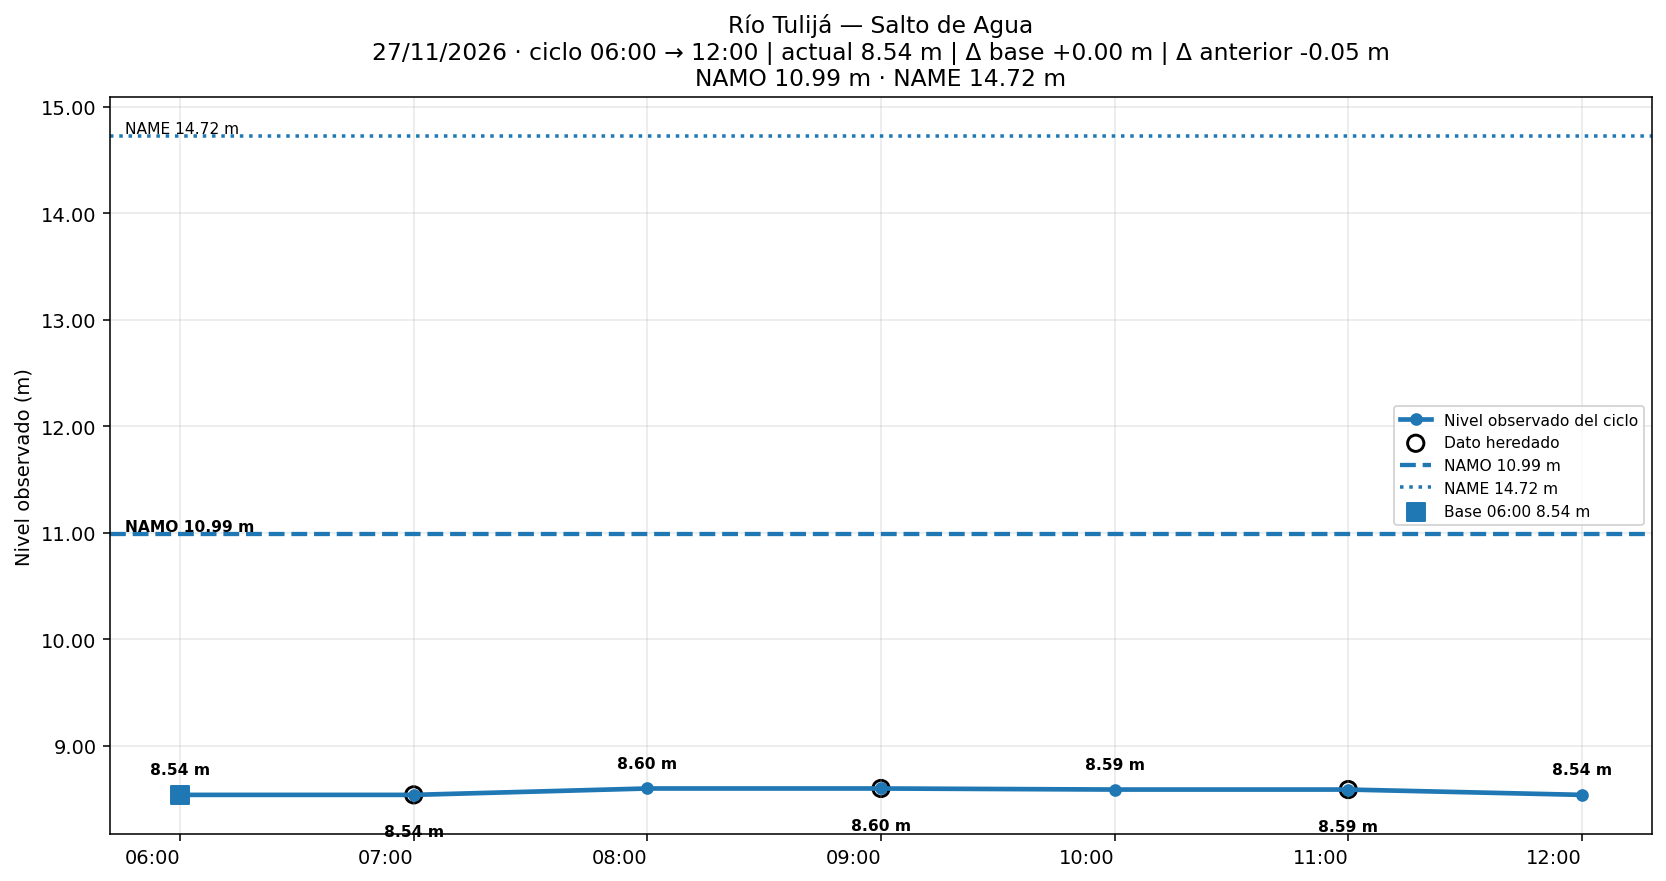 Río Tulijá — Salto de Agua
27/11/2026 · ciclo 06:00 → 12:00 | actual 8.54 m | Δ base +0.00 m | Δ anterior -0.05 m
NAMO 10.99 m · NAME 14.72 m
Nivel observado (m)
15.00
14.00
13.00
12.00
11.00
10.00
9.00
NAME 14.72 m
NAMO 10.99 m
Nivel observado del ciclo
Dato heredado
NAMO 10.99 m
NAME 14.72 m
Base 06:00 8.54 m
8.54 m
8.54 m
8.60 m
8.60 m
8.59 m
8.59 m
8.54 m
06:00
07:00
08:00
09:00
10:00
11:00
12:00